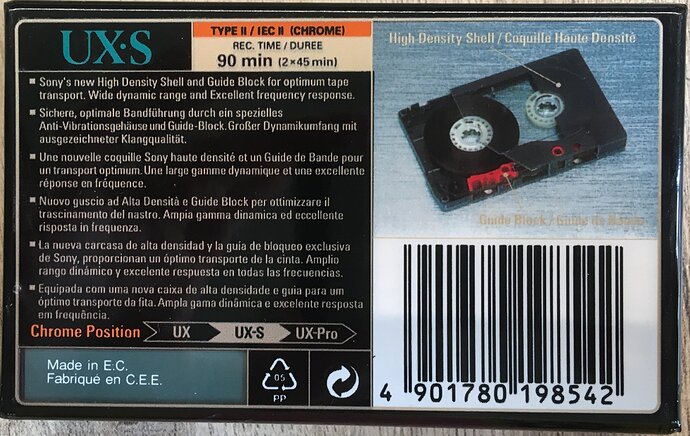 UX·S
TYPE II / IEC II (CHROME)
REC. TIME / DUREE
90 min (2×45 min)
High Density Shell / Coquille Haute Densité
Sony's new High Density Shell and Guide Block for optimum tape
transport. Wide dynamic range and Excellent frequency response.
Sichere, optimale Bandführung durch ein spezielles
Anti-Vibrationsgehäuse und Guide-Block. Großer Dynamikumfang mit
ausgezeichneter Klangqualität.
Une nouvelle coquille Sony haute densité et un Guide de Bande pour
un transport optimum. Une large gamme dynamique et une excellente
réponse en fréquence.
Nuovo guscio ad Alta Densità e Guide Block per ottimizzare il
trascinamento del nastro. Ampia gamma dinamica ed eccellente
risposta in frequenza.
La nueva carcasa de alta densidad y la guía de bloqueo exclusiva
de Sony, proporcionan un óptimo transporte de la cinta. Amplio
rango dinámico y excelente respuesta en todas las frecuencias.
Equipada com uma nova caixa de alta densidade e guia para um
óptimo transporte da fita. Ampla gama dinâmica e excelente resposta
em frequência.
Guide Block / Guide de Bande
Chrome Position UX UX-S UX-Pro
Made in E.C.
Fabriqué en C.E.E.
05
PP
4 901780 198542